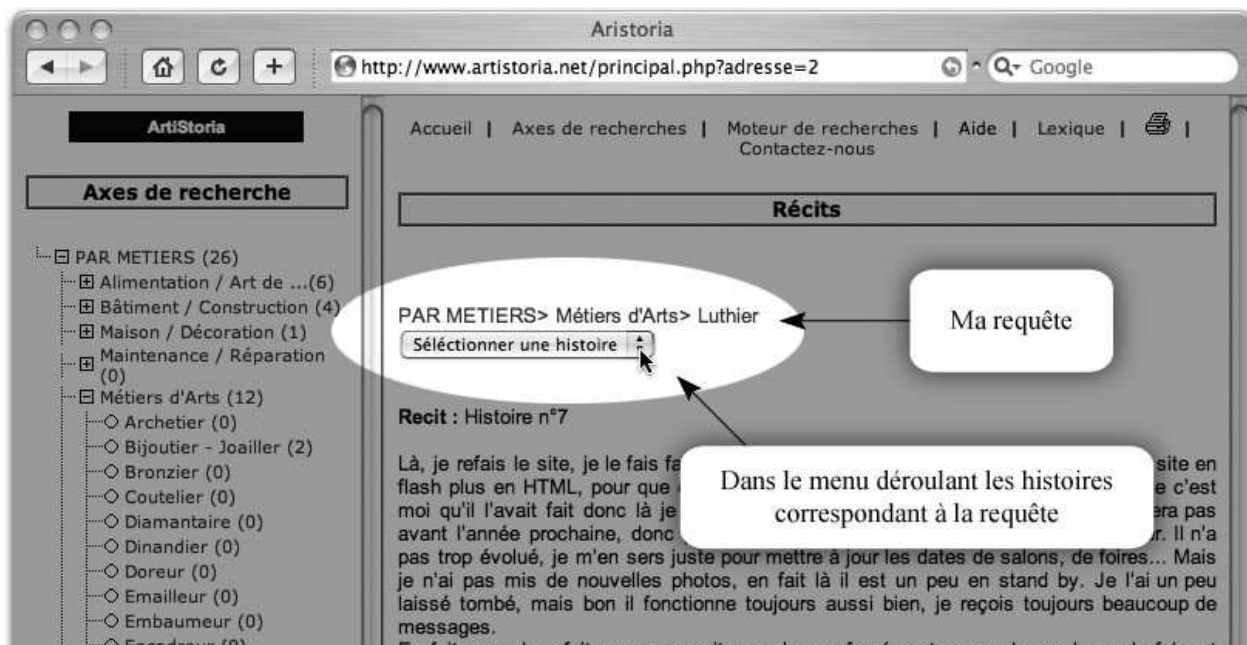 Aristoria
http://www.artistoria.net/principal.php?adresse=2
Google
ArtiStoria
Axes de recherche
PAR METIERS (26)
Alimentation / Art de ...(6)
Bâtiment / Construction (4)
Maison / Décoration (1)
Maintenance / Réparation
(0)
Métiers d'Arts (12)
Archetier (0)
Bijoutier - Joailler (2)
Bronzier (0)
Coutelier (0)
Diamantaire (0)
Dinandier (0)
Doreur (0)
Emailleur (0)
Embaumeur (0)
Accueil | Axes de recherches | Moteur de recherches | Aide | Lexique | |
Contactez-nous
Récits
PAR METIERS> Métiers d'Arts> Luthier
Séléctionner une histoire
Ma requête
Recit : Histoire n°7
Dans le menu déroulant les histoires
correspondant à la requête
Là, je refais le site, je le fais site en
flash plus en HTML, pour que c'est
moi qu'il l'avait fait donc là je pas
avant l'année prochaine, donc Il n'a
pas trop évolué, je m'en sers juste pour mettre à jour les dates de salons, de foires... Mais
je n'ai pas mis de nouvelles photos, en fait là il est un peu en stand by. Je l'ai un peu
laissé tombé, mais bon il fonctionne toujours aussi bien, je reçois toujours beaucoup de
messages.